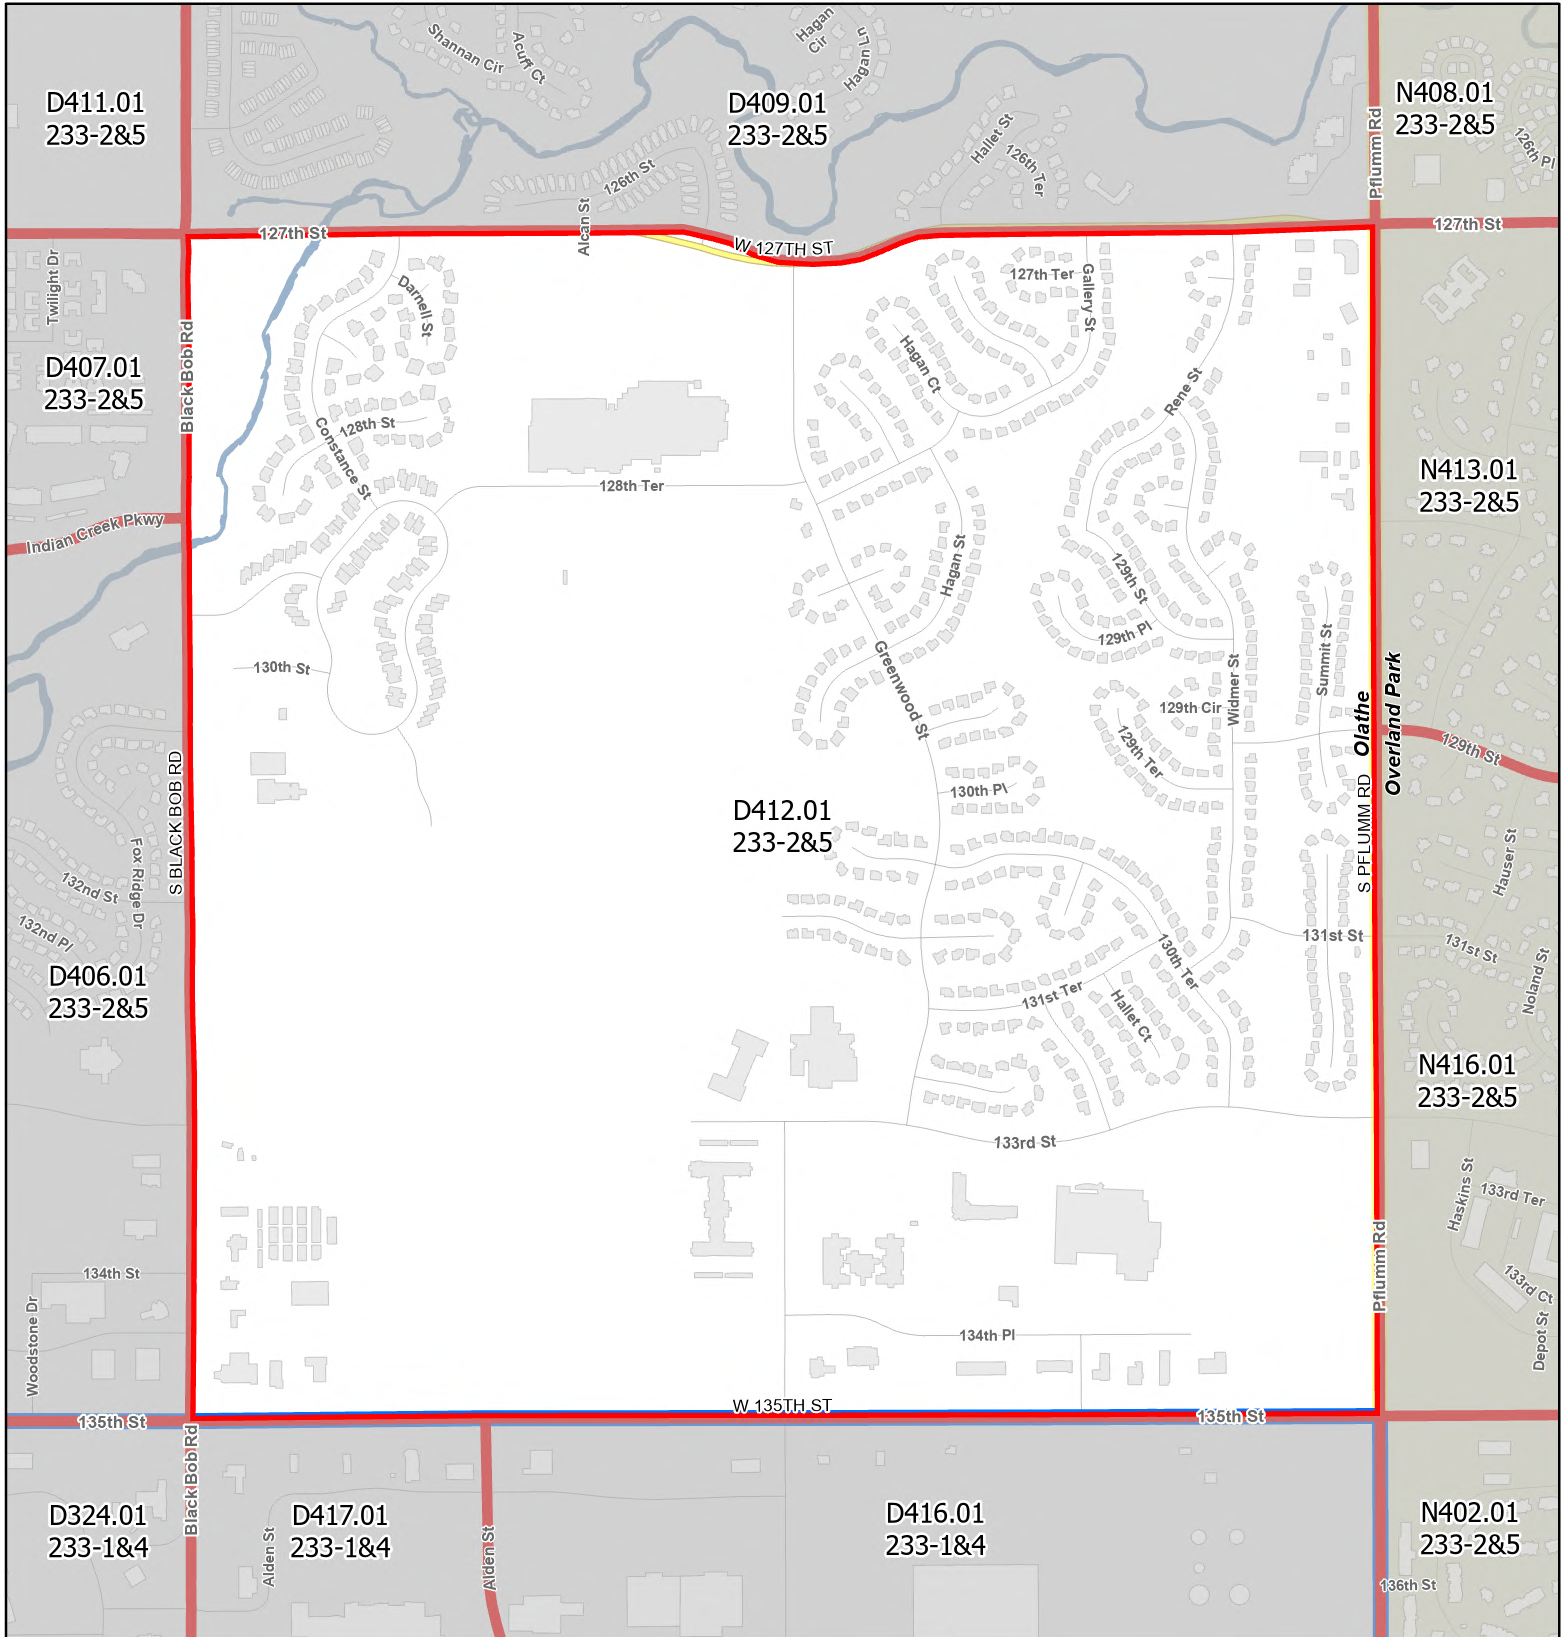 Shannan Cir
Acuff Ct
Hagan
Cir
Hagan Ln
D411.01
233-2&5
D409.01
233-2&5
N408.01
233-2&5
Pflumm Rd
Hallet St
126th Ter
126th Pl
126th St
Alcan St
127th St
W 127TH ST
127th St
Twilight Dr
Darnell St
127th Ter
Gallery St
Black Bob Rd
D407.01
233-2&5
Hagan Ct
Rene St
Constance St
128th St
128th Ter
N413.01
233-2&5
Indian Creek Pkwy
Hagan St
129th St
129th Pl
130th St
Greenwood St
Widmer St
Summit St
129th Cir
129th Ter
Olathe
Overland Park
129th St
S BLACK BOB RD
S PFLUMM RD
130th Pl
D412.01
233-2&5
Fox Ridge Dr
132nd St
132nd Pl
Hauser St
131st St
131st St
130th Ter
D406.01
233-2&5
131st Ter
Hallet Ct
Noland St
N416.01
233-2&5
133rd St
Haskins St
133rd Ter
Pflumm Rd
134th St
133rd Ct
Woodstone Dr
134th Pl
Depot St
W 135TH ST
135th St
135th St
Black Bob Rd
D324.01
233-1&4
D417.01
233-1&4
D416.01
233-1&4
N402.01
233-2&5
Alden St
Alden St
136th St